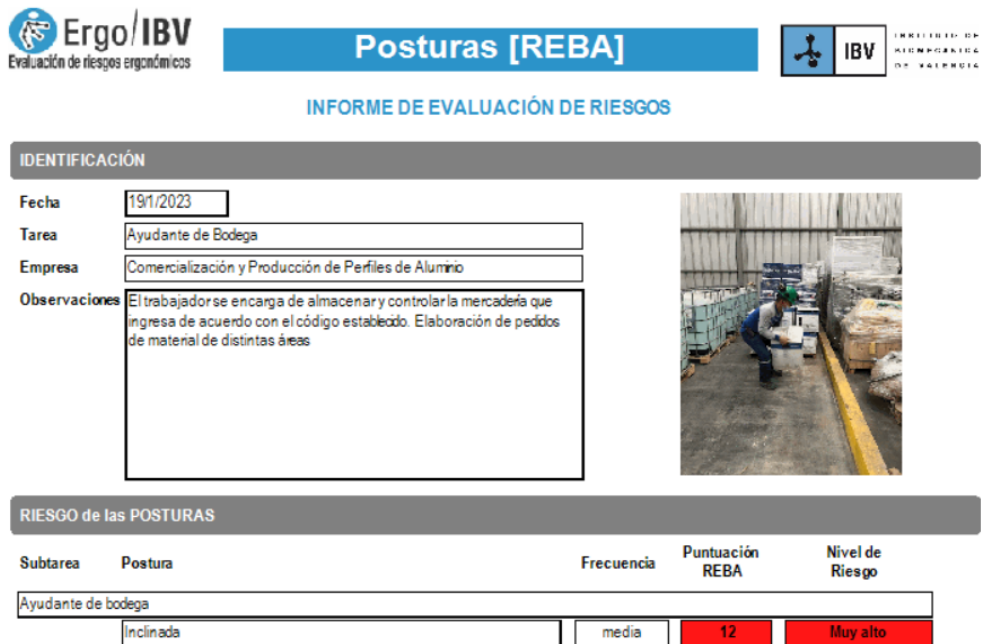 Ergo/IBV
Evaluación de riesgos ergonómicos
Posturas [REBA]
IBV
INSTITUTO DE
BIOMECÁNICA
DE VALENCIA
INFORME DE EVALUACIÓN DE RIESGOS
IDENTIFICACIÓN
Fecha 19/1/2023
Tarea Ayudante de Bodega
Empresa Comercialización y Producción de Perfiles de Aluminio
Observaciones El trabajador se encarga de almacenar y controlar la mercadería que
ingresa de acuerdo con el código establecido. Elaboración de pedidos
de material de distintas áreas
RIESGO de las POSTURAS
Subtarea Postura Frecuencia Puntuación REBA Nivel de Riesgo
Ayudante de bodega
Inclinada media 12 Muy alto